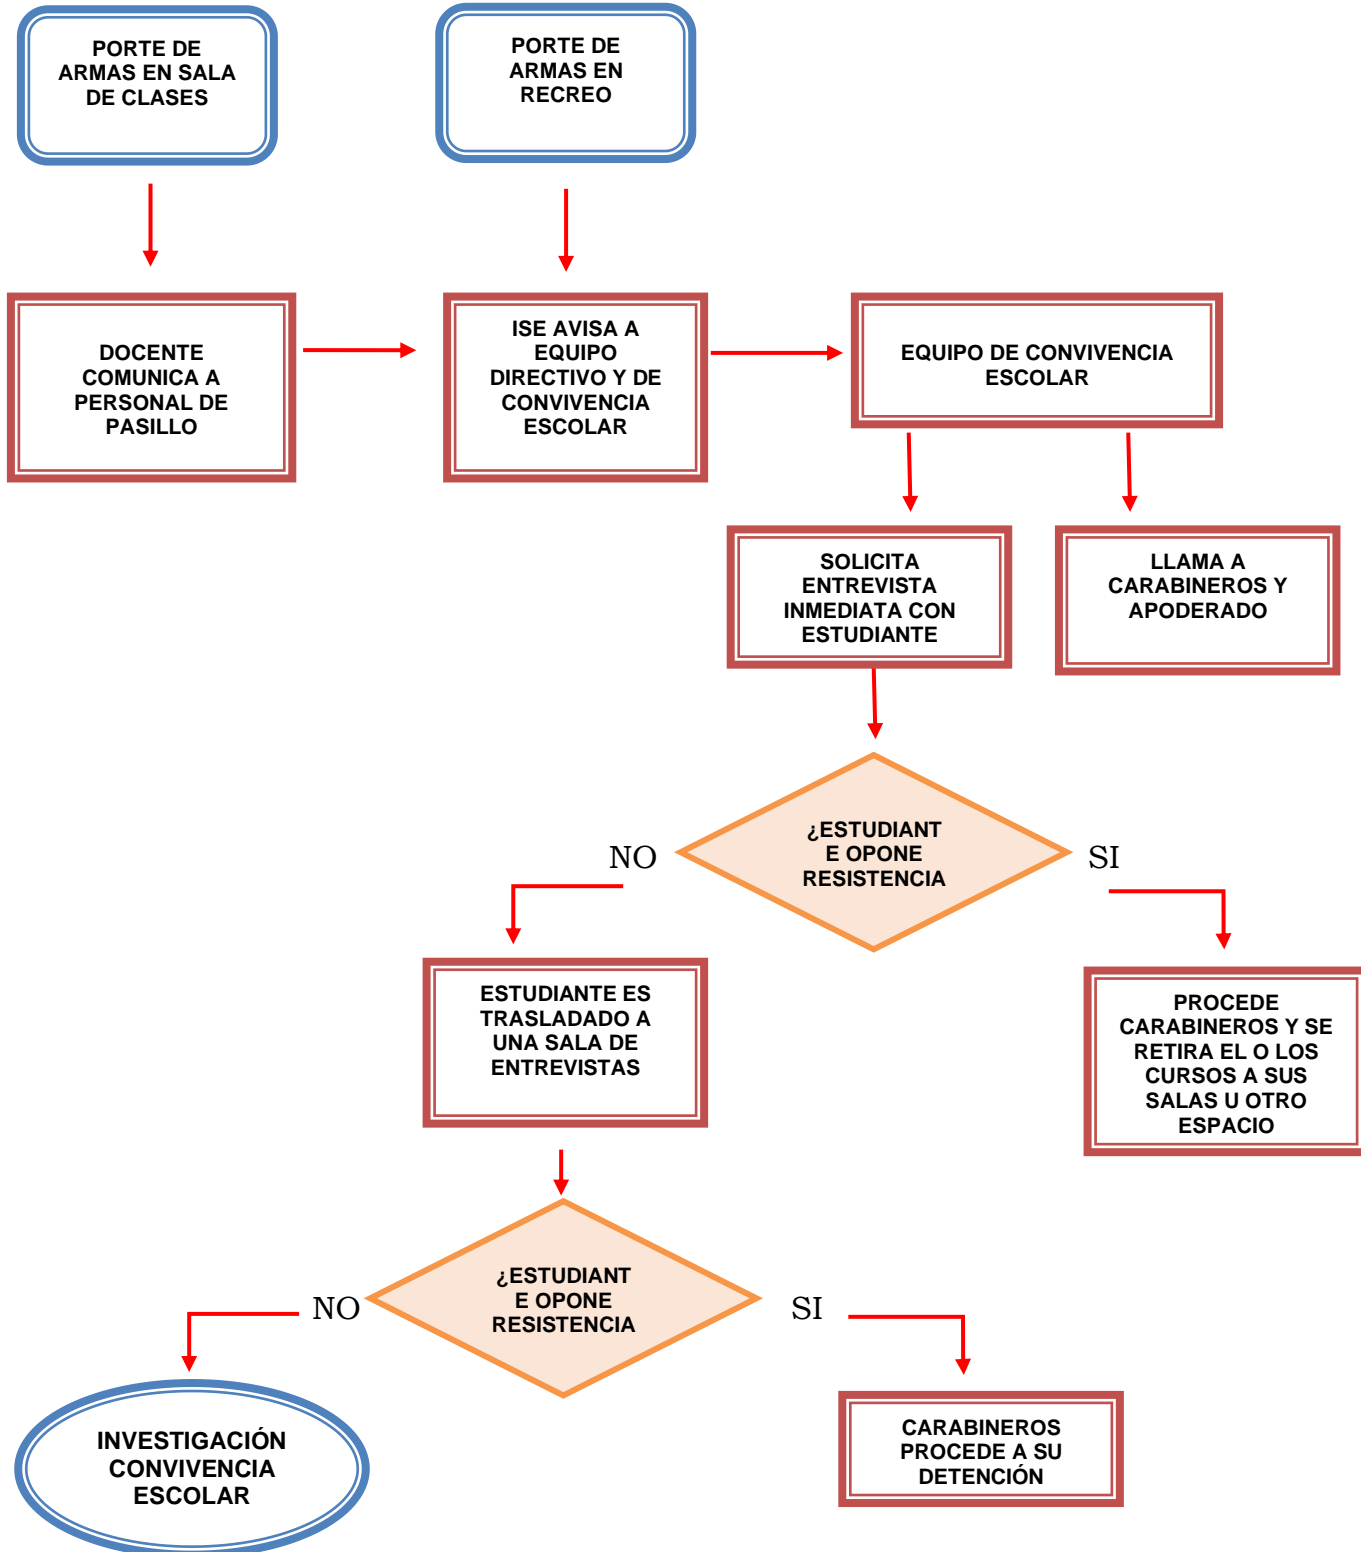 PORTE DE
ARMAS EN SALA
DE CLASES
PORTE DE
ARMAS EN
RECREO
DOCENTE
COMUNICA A
PERSONAL DE
PASILLO
ISE AVISA A
EQUIPO
DIRECTIVO Y DE
CONVIVENCIA
ESCOLAR
EQUIPO DE CONVIVENCIA
ESCOLAR
SOLICITA
ENTREVISTA
INMEDIATA CON
ESTUDIANTE
LLAMA A
CARABINEROS Y
APODERADO
¿ESTUDIANT
E OPONE
RESISTENCIA
NO
SI
ESTUDIANTE ES
TRASLADADO A
UNA SALA DE
ENTREVISTAS
PROCEDE
CARABINEROS Y SE
RETIRA EL O LOS
CURSOS A SUS
SALAS U OTRO
ESPACIO
¿ESTUDIANT
E OPONE
RESISTENCIA
NO
SI
INVESTIGACIÓN
CONVIVENCIA
ESCOLAR
CARABINEROS
PROCEDE A SU
DETENCIÓN